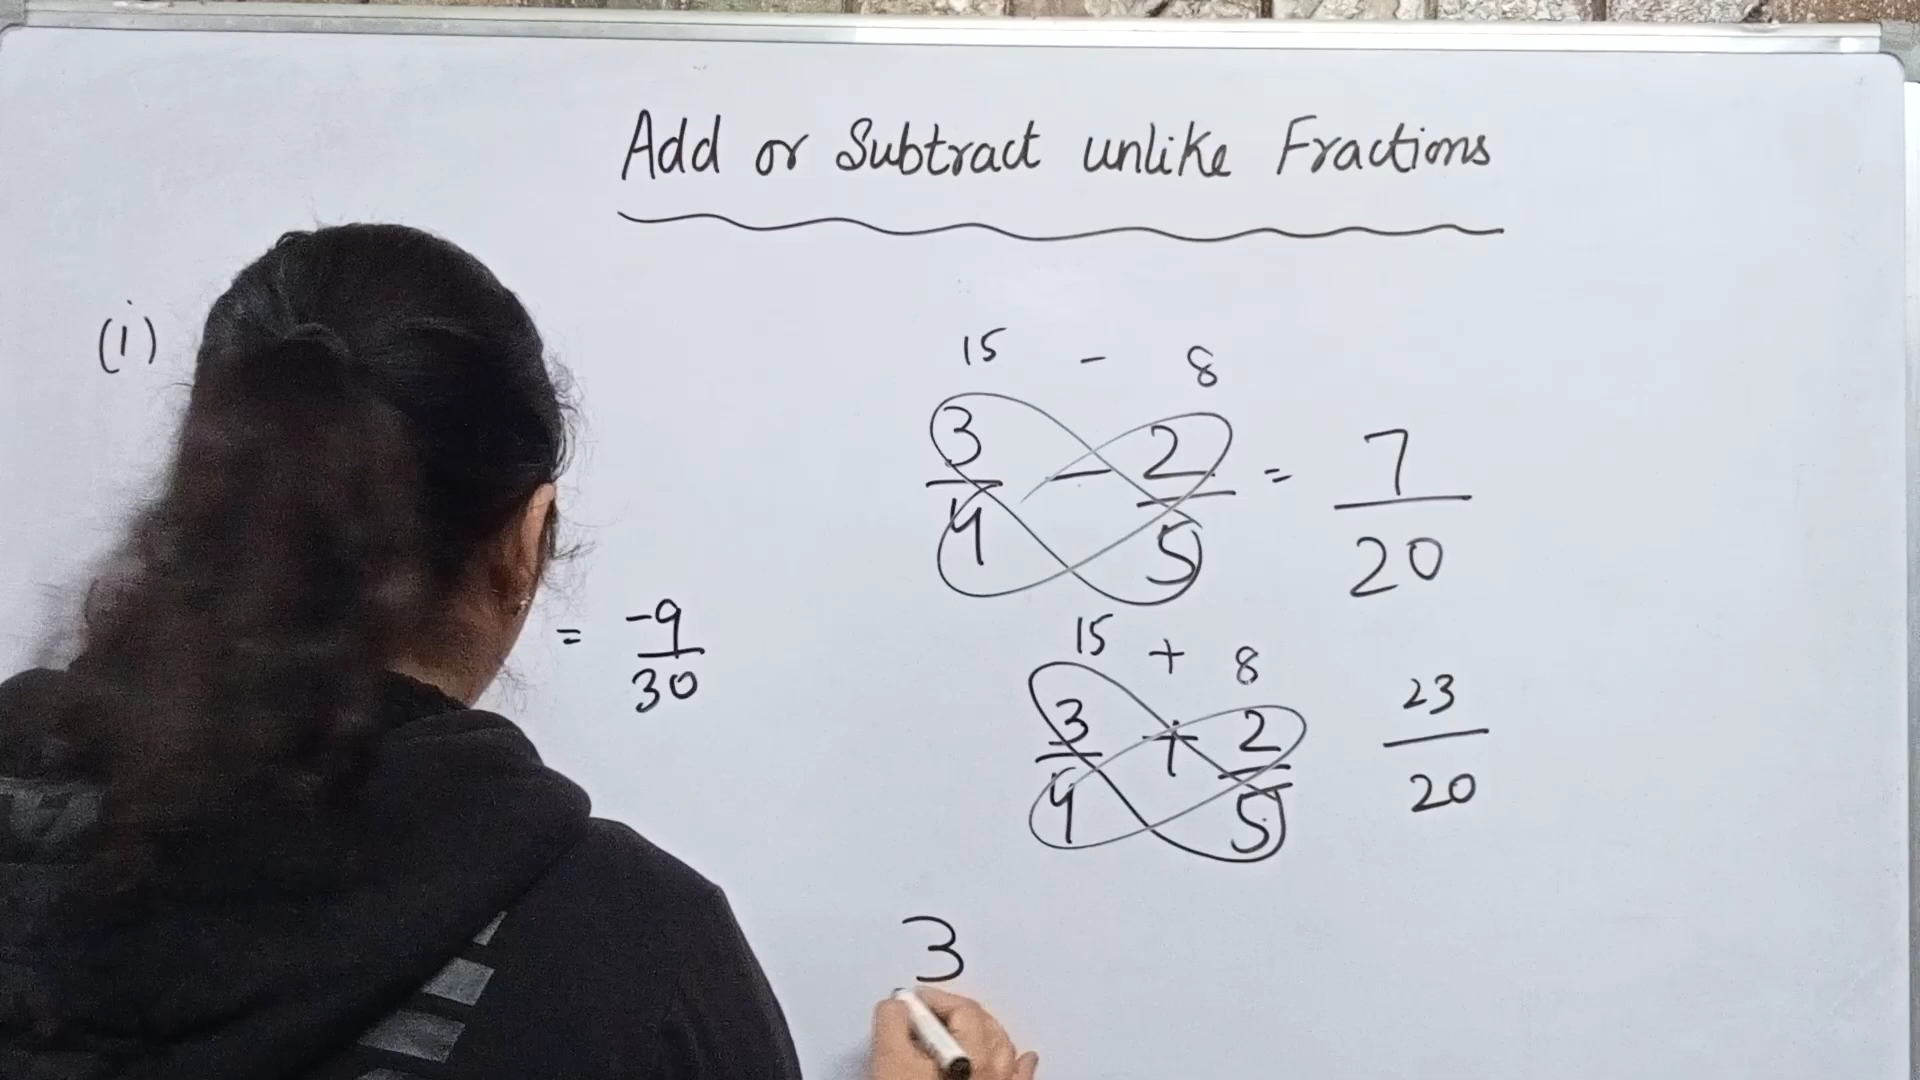 Add or Subtract unlike Fractions
(i)
15 - 8
3/4 - 2/5 = 7/20
= -9/30
15 + 8
3/4 + 2/5 23/20
3